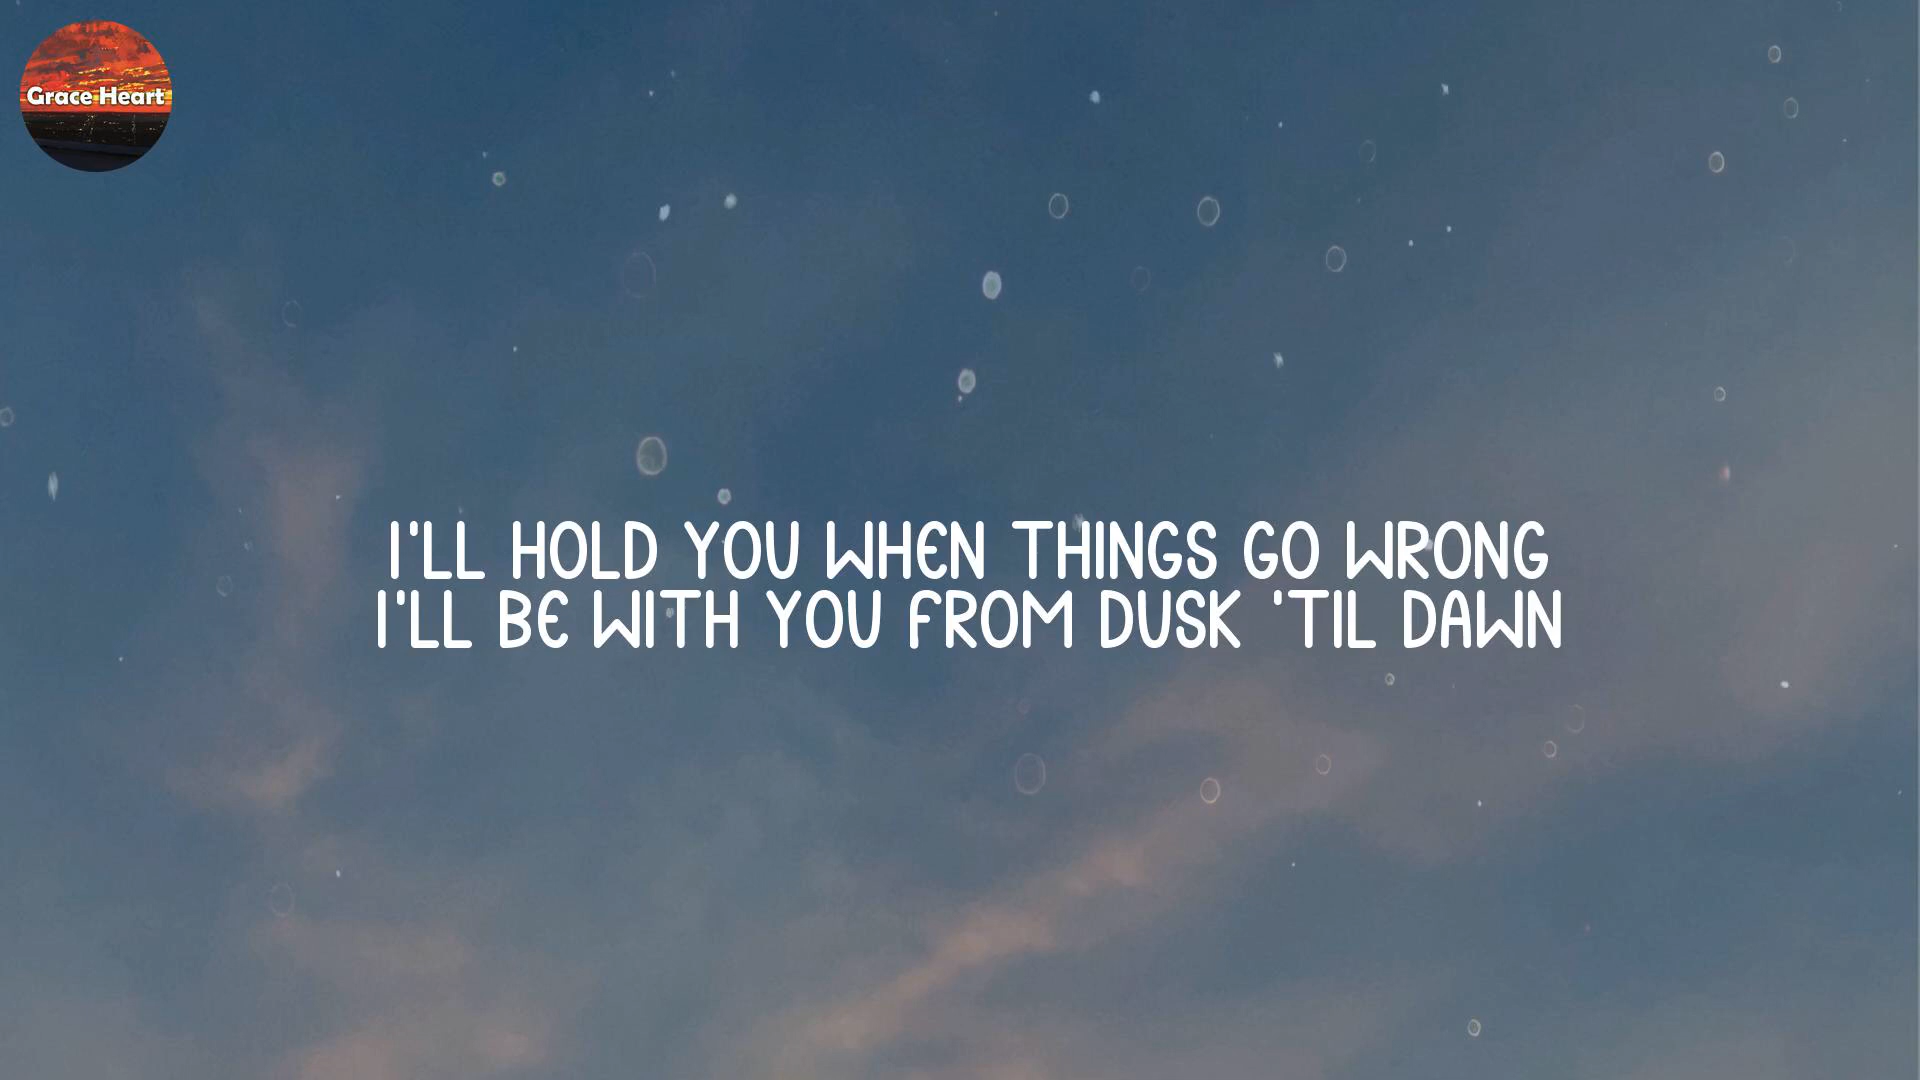 Grace Heart
I'LL HOLD YOU WHEN THINGS GO WRONG
I'LL BE WITH YOU FROM DUSK 'TIL DAWN